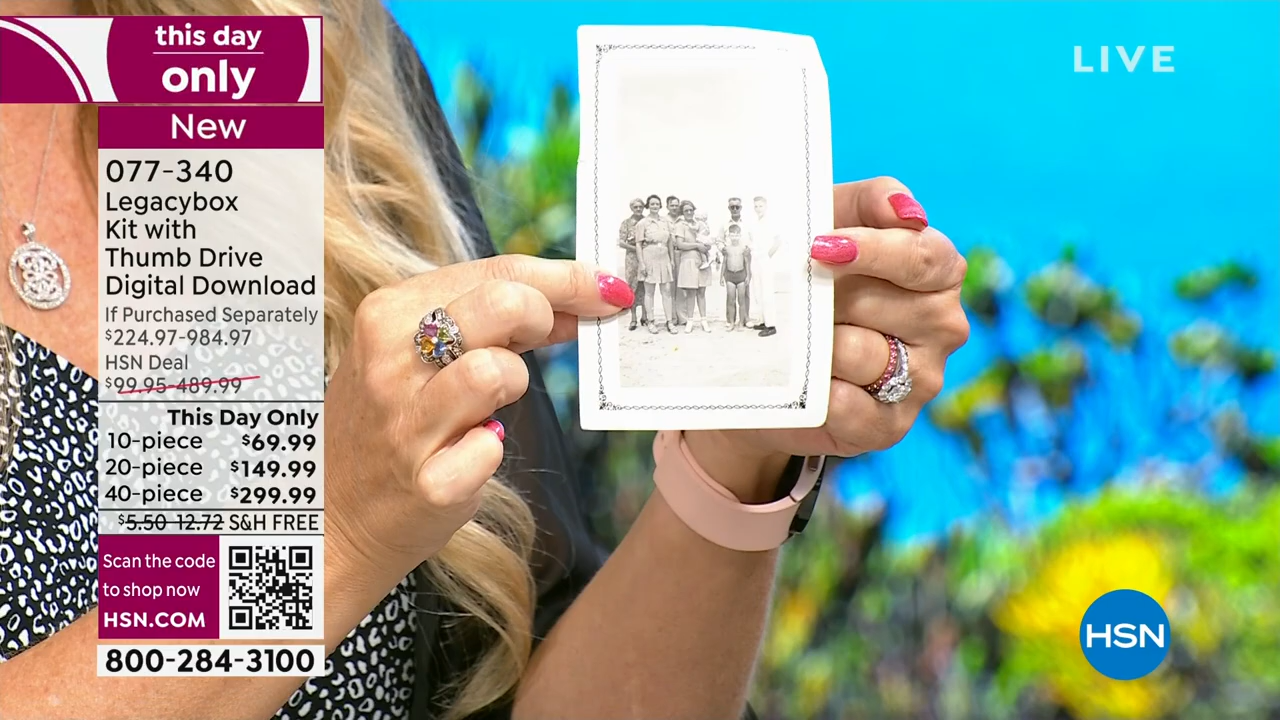 this day
only
New
077-340
Legacybox
Kit with
Thumb Drive
Digital Download
If Purchased Separately
$224.97-984.97
HSN Deal
$99.95-489.99
This Day Only
10-piece $69.99
20-piece $149.99
40-piece $299.99
$5.50-12.72 S&H FREE
Scan the code
to shop now
HSN.COM
800-284-3100
LIVE
HSN